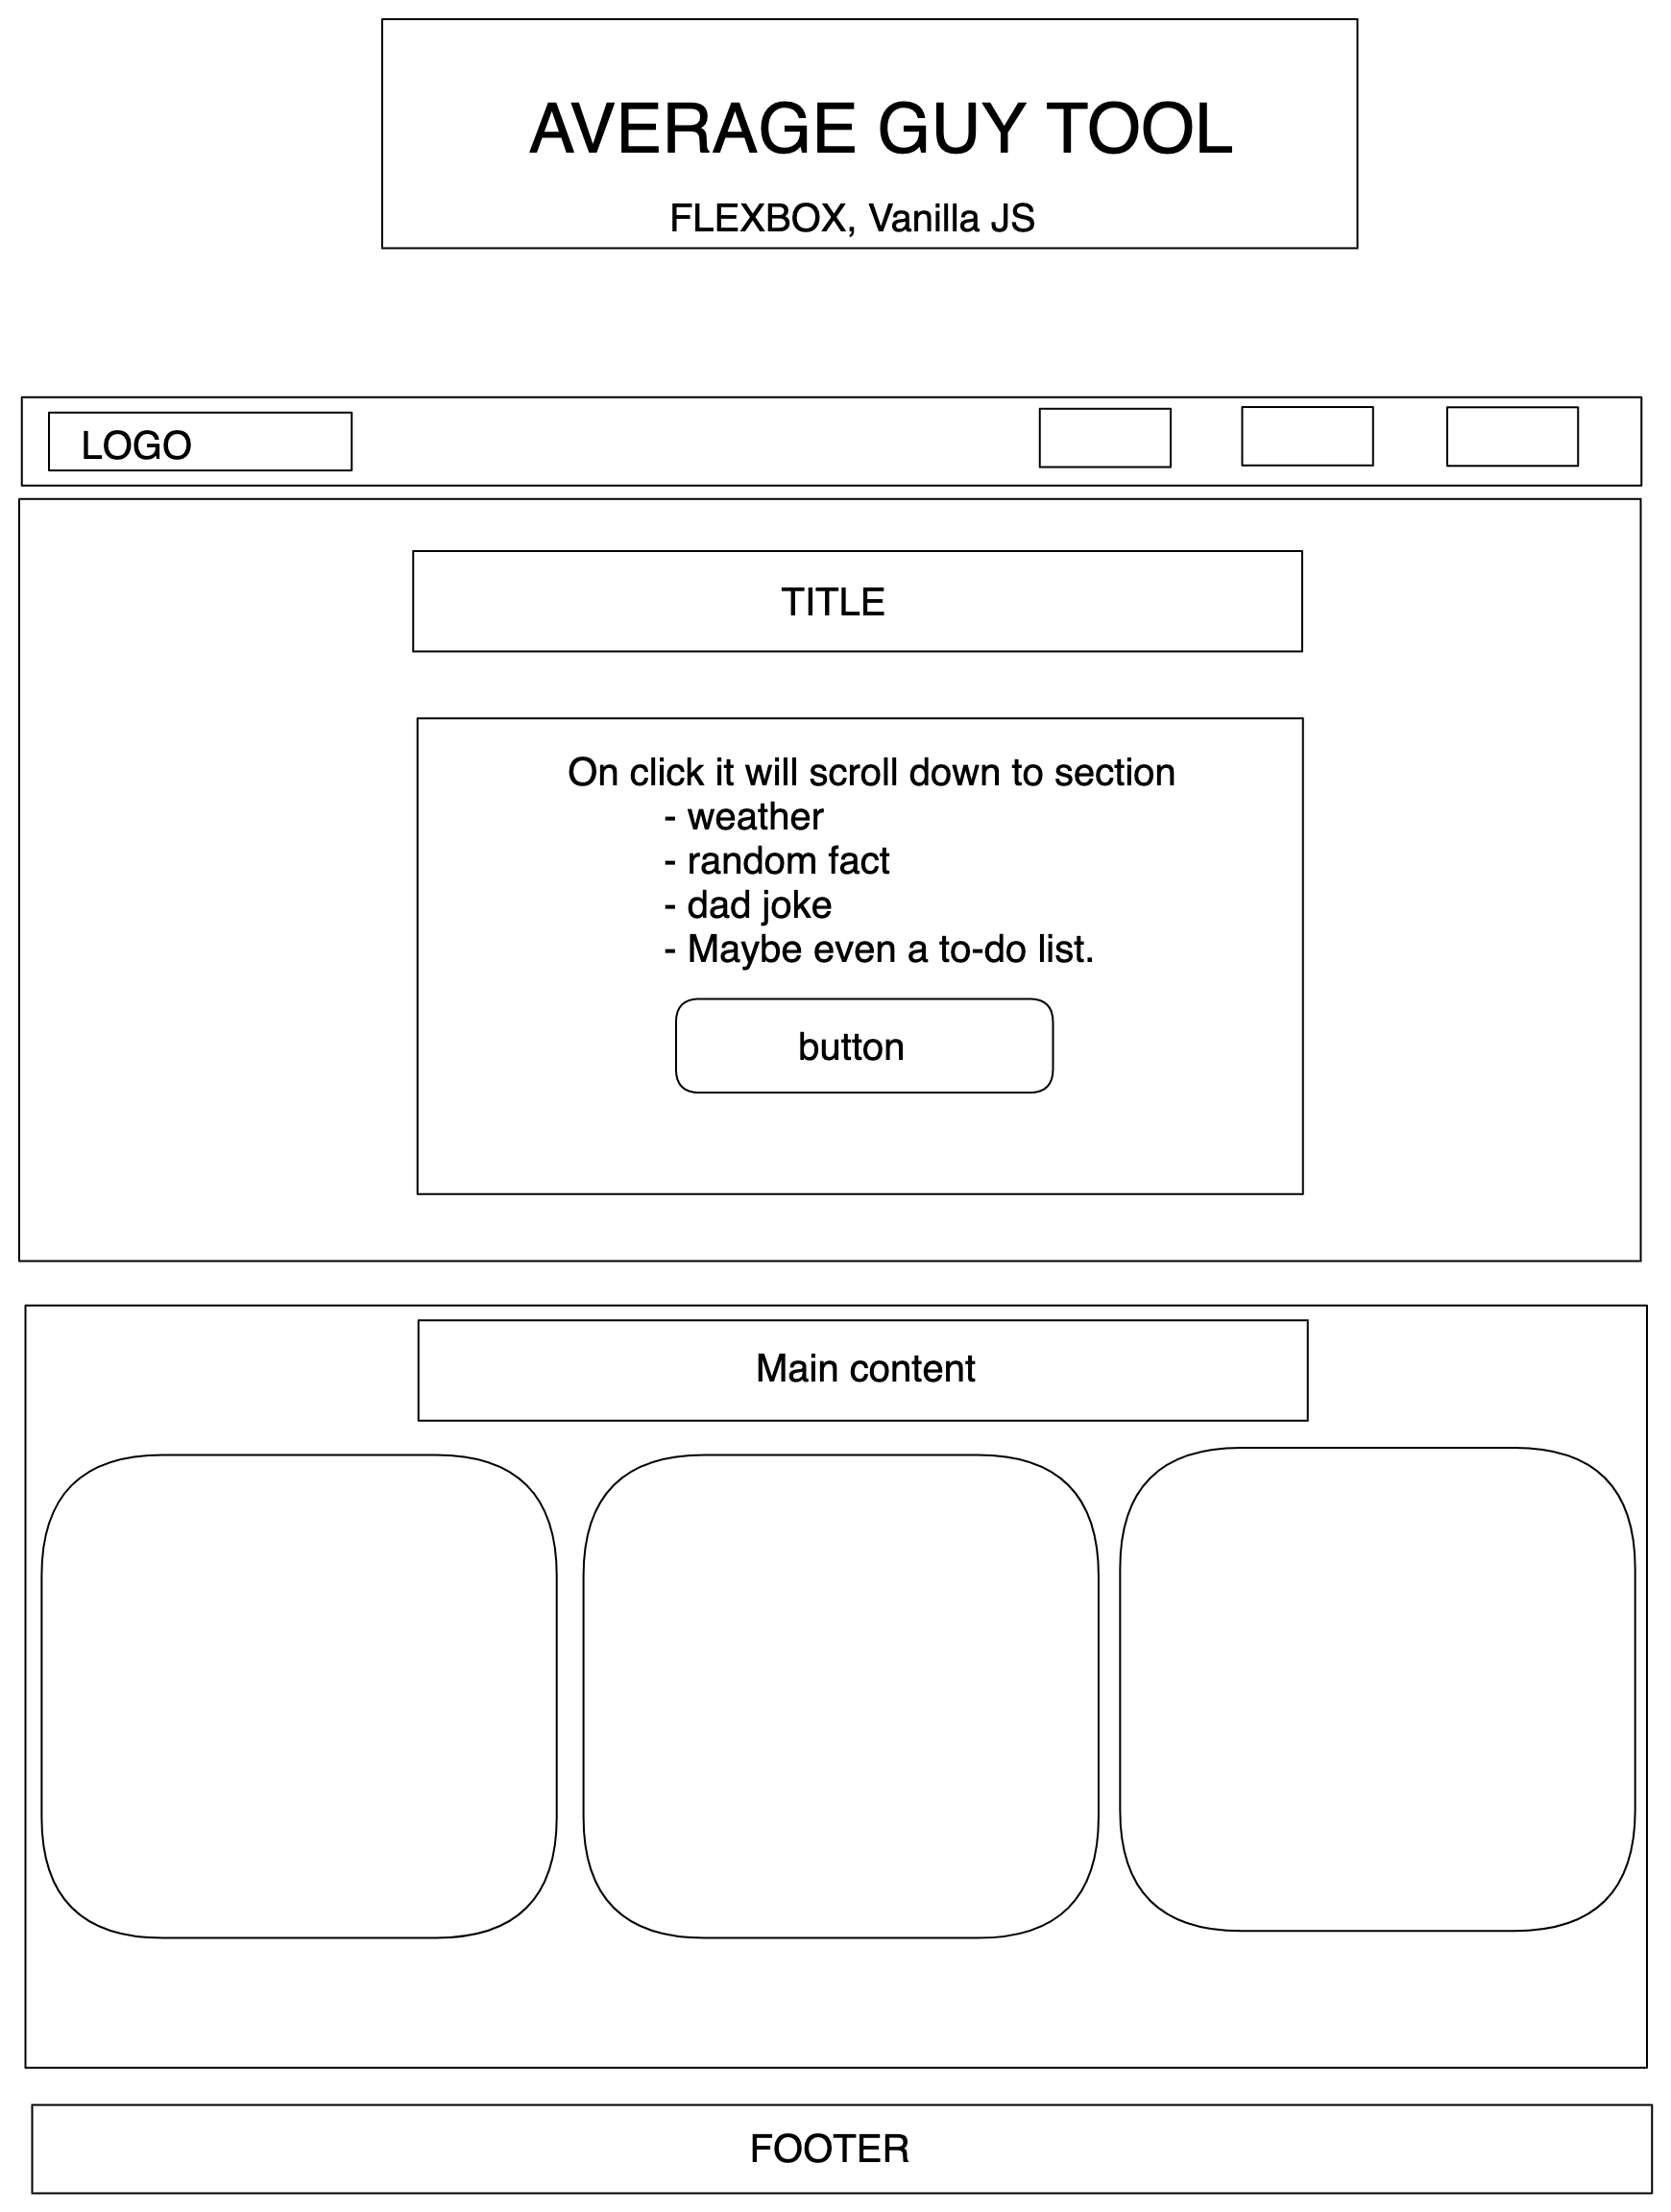 AVERAGE GUY TOOL
FLEXBOX, Vanilla JS
LOGO
TITLE
On click it will scroll down to section
- weather
- random fact
- dad joke
- Maybe even a to-do list.
button
Main content
FOOTER